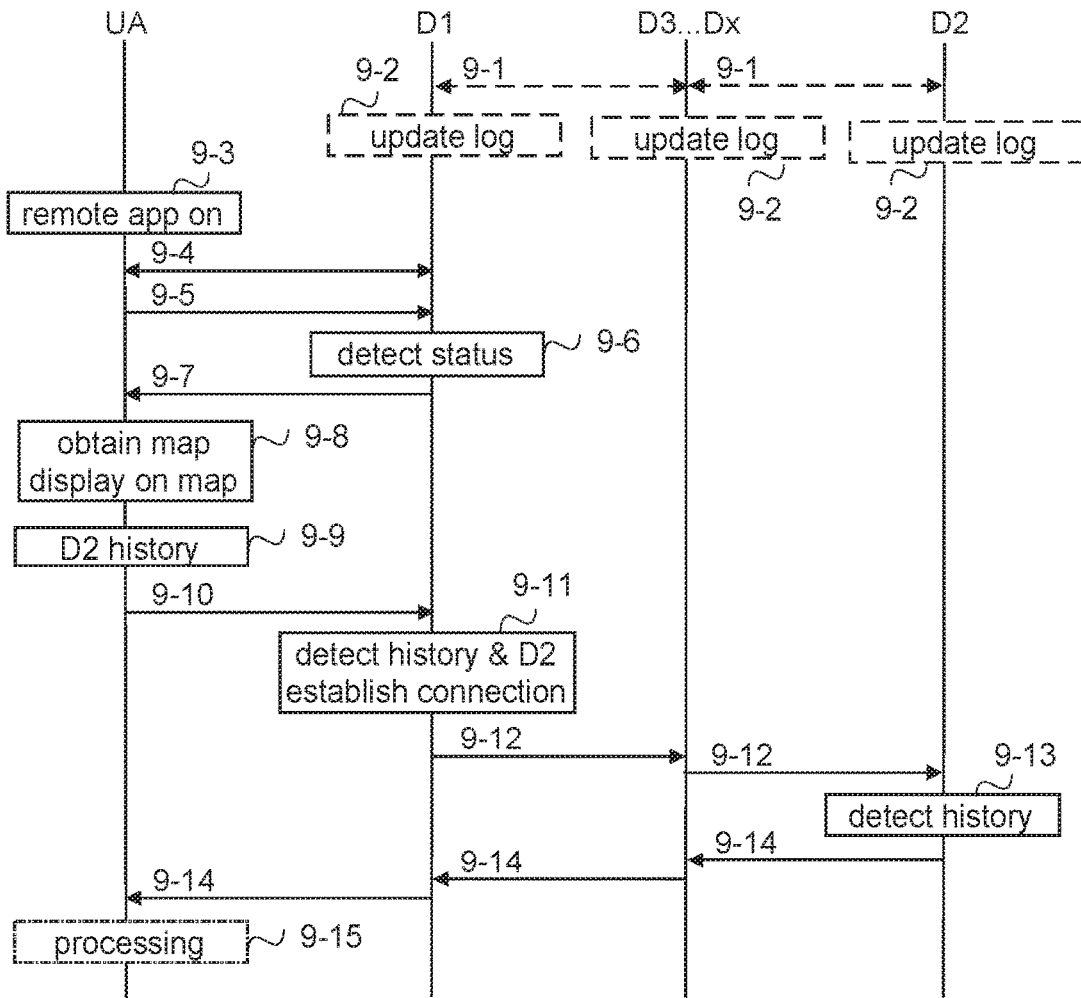 UA
D1
D3...Dx
D2
9-2
9-1
9-1
update log
update log
update log
9-3
9-2
9-2
remote app on
9-4
9-5
detect status
9-6
9-7
obtain map
display on map
9-8
D2 history
9-9
9-10
9-11
detect history & D2
establish connection
9-12
9-12
9-13
detect history
9-14
9-14
9-14
processing
9-15